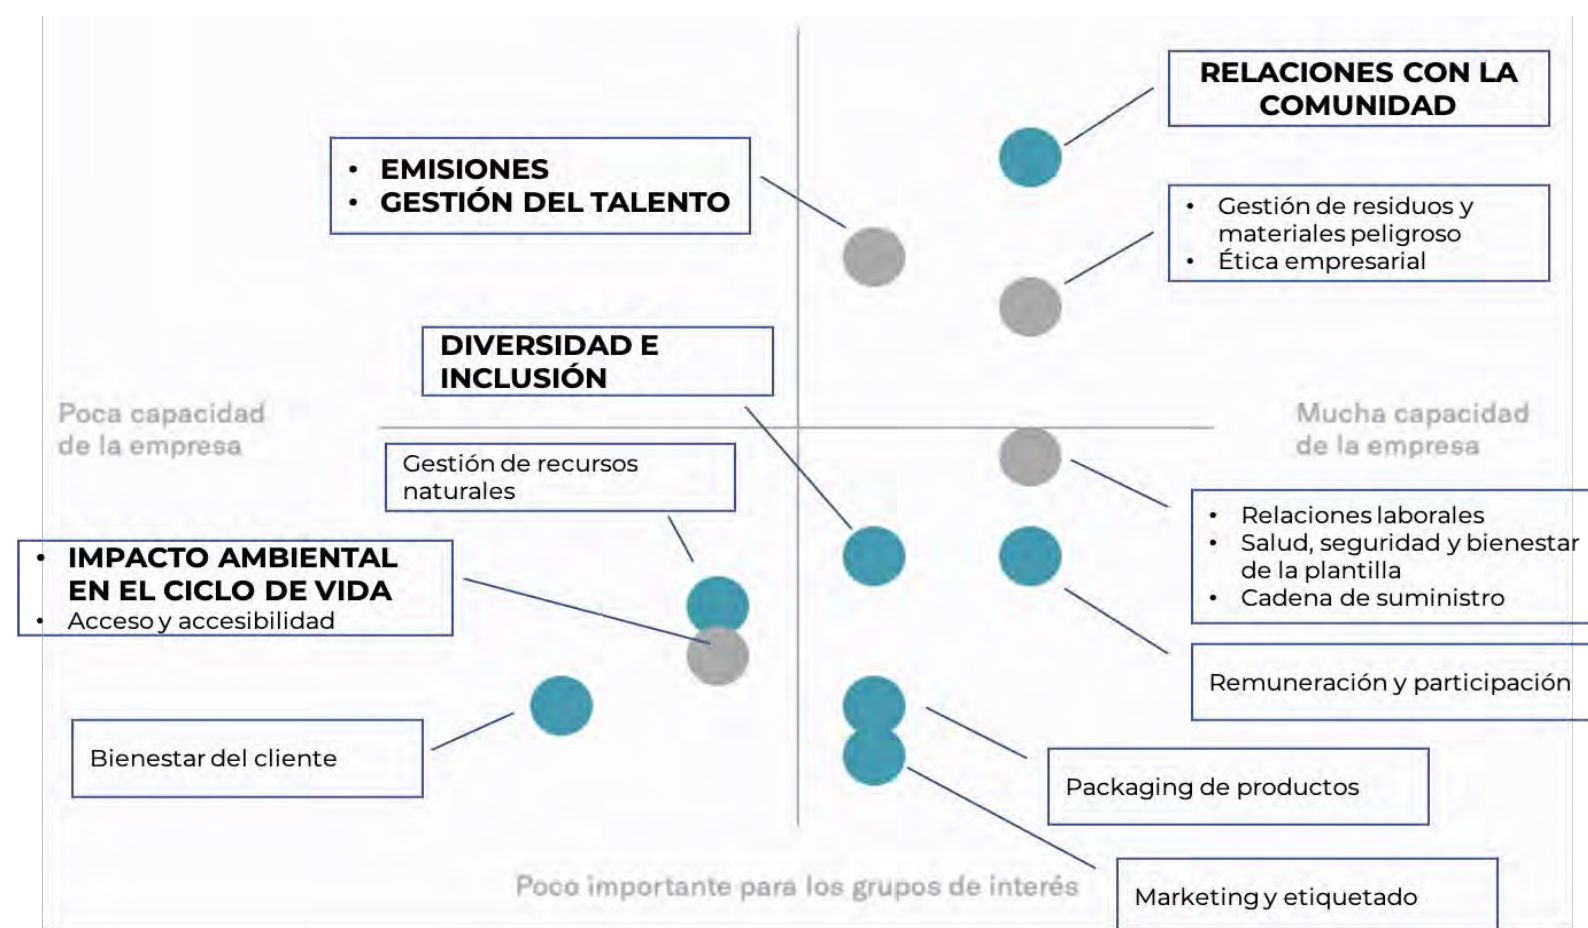 RELACIONES CON LA
COMUNIDAD
• EMISIONES
• GESTIÓN DEL TALENTO
• Gestión de residuos y
materiales peligroso
• Ética empresarial
DIVERSIDAD E
INCLUSIÓN
Poca capacidad
de la empresa
Mucha capacidad
de la empresa
Gestión de recursos
naturales
• Relaciones laborales
• Salud, seguridad y bienestar
de la plantilla
• Cadena de suministro
• IMPACTO AMBIENTAL
EN EL CICLO DE VIDA
• Acceso y accesibilidad
Remuneración y participación
Bienestar del cliente
Packaging de productos
Poco importante para los grupos de interés
Marketing y etiquetado